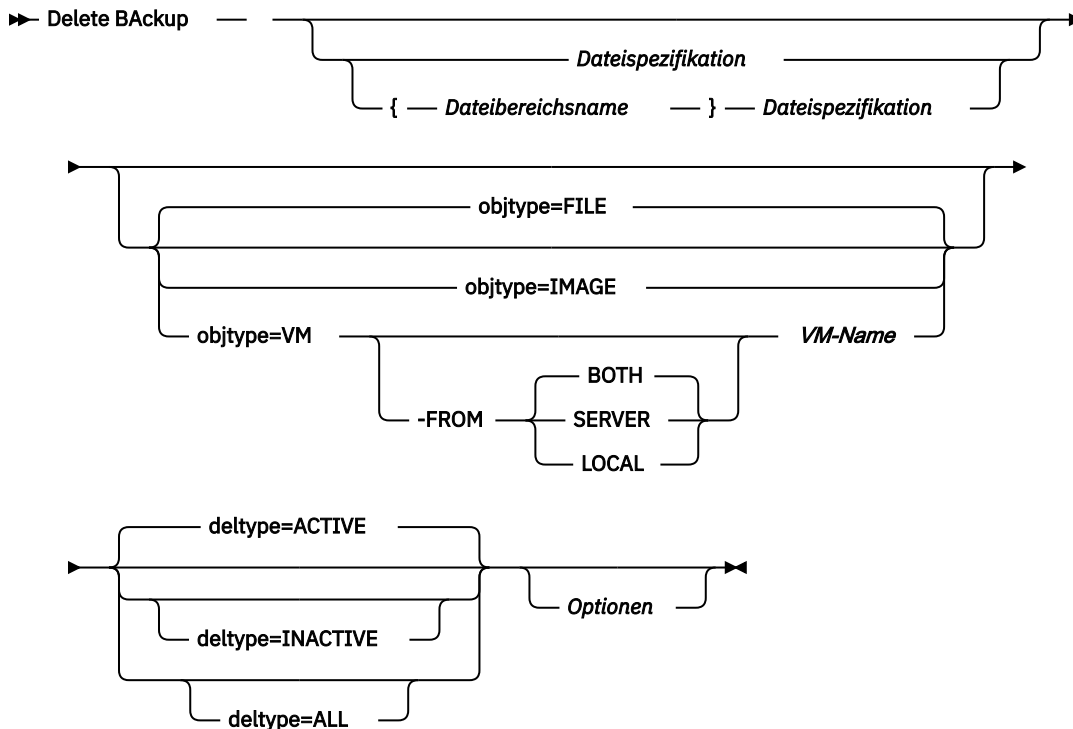 Delete BAckup
Dateispezifikation
{ Dateibereichsname } Dateispezifikation
objtype=FILE
objtype=IMAGE
objtype=VM VM-Name
BOTH
-FROM SERVER
LOCAL
deltype=ACTIVE
Optionen
deltype=INACTIVE
deltype=ALL